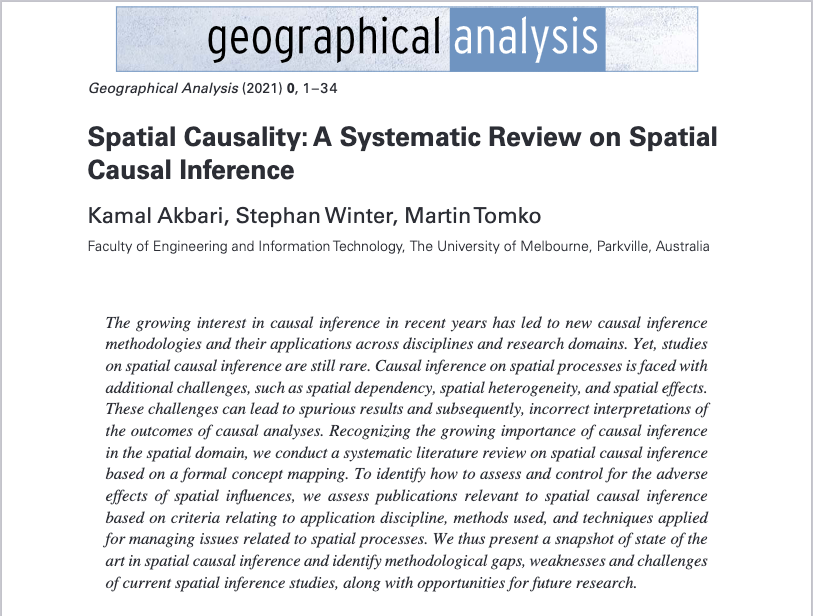 geographical analysis
Geographical Analysis (2021) 0, 1–34
Spatial Causality: A Systematic Review on Spatial
Causal Inference
Kamal Akbari, Stephan Winter, Martin Tomko
Faculty of Engineering and Information Technology, The University of Melbourne, Parkville, Australia
The growing interest in causal inference in recent years has led to new causal inference
methodologies and their applications across disciplines and research domains. Yet, studies
on spatial causal inference are still rare. Causal inference on spatial processes is faced with
additional challenges, such as spatial dependency, spatial heterogeneity, and spatial effects.
These challenges can lead to spurious results and subsequently, incorrect interpretations of
the outcomes of causal analyses. Recognizing the growing importance of causal inference
in the spatial domain, we conduct a systematic literature review on spatial causal inference
based on a formal concept mapping. To identify how to assess and control for the adverse
effects of spatial influences, we assess publications relevant to spatial causal inference
based on criteria relating to application discipline, methods used, and techniques applied
for managing issues related to spatial processes. We thus present a snapshot of state of the
art in spatial causal inference and identify methodological gaps, weaknesses and challenges
of current spatial inference studies, along with opportunities for future research.